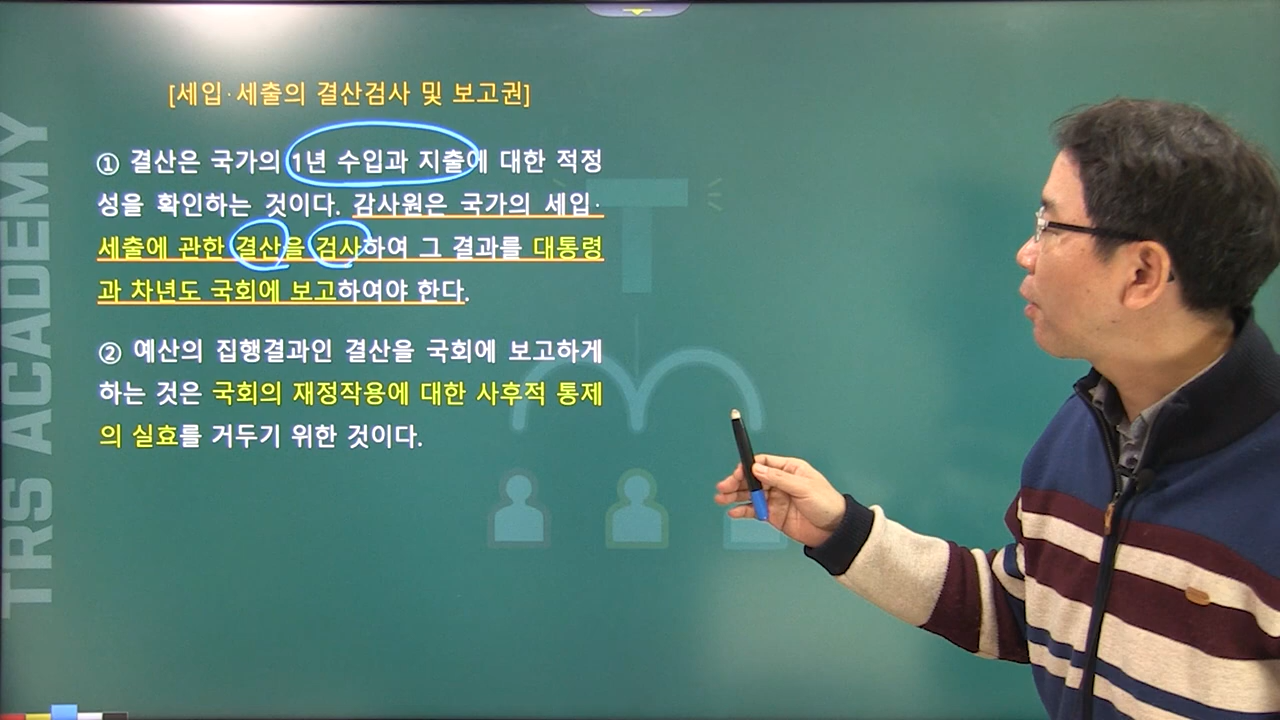 [세입·세출의 결산검사 및 보고권]
① 결산은 국가의 1년 수입과 지출에 대한 적정
성을 확인하는 것이다. 감사원은 국가의 세입·
세출에 관한 결산을 검사하여 그 결과를 대통령
과 차년도 국회에 보고하여야 한다.
② 예산의 집행결과인 결산을 국회에 보고하게
하는 것은 국회의 재정작용에 대한 사후적 통제
의 실효를 거두기 위한 것이다.
TRS ACADEMY